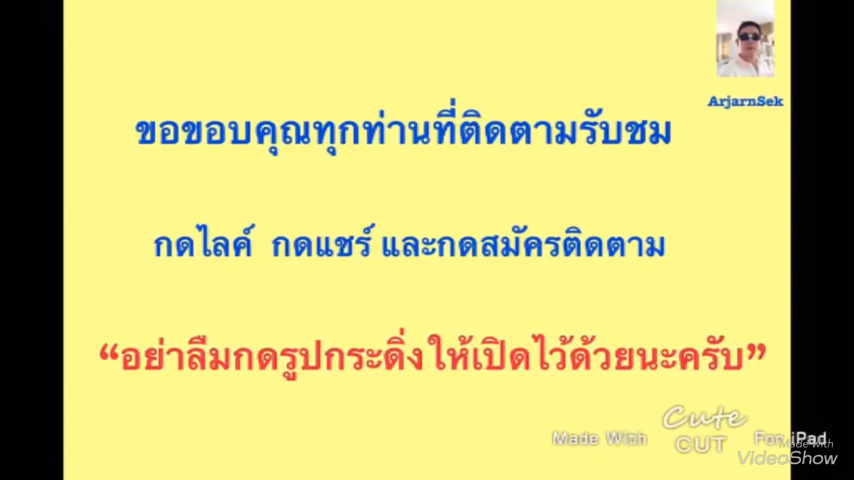 ArjarnSek
ขอขอบคุณทุกท่านที่ติดตามรับชม
กดไลค์ กดแชร์ และกดสมัครติดตาม
“อย่าลืมกดรูปกระดิ่งให้เปิดไว้ด้วยนะครับ”
Made With Cute CUT For iPad
Made with
VideoShow